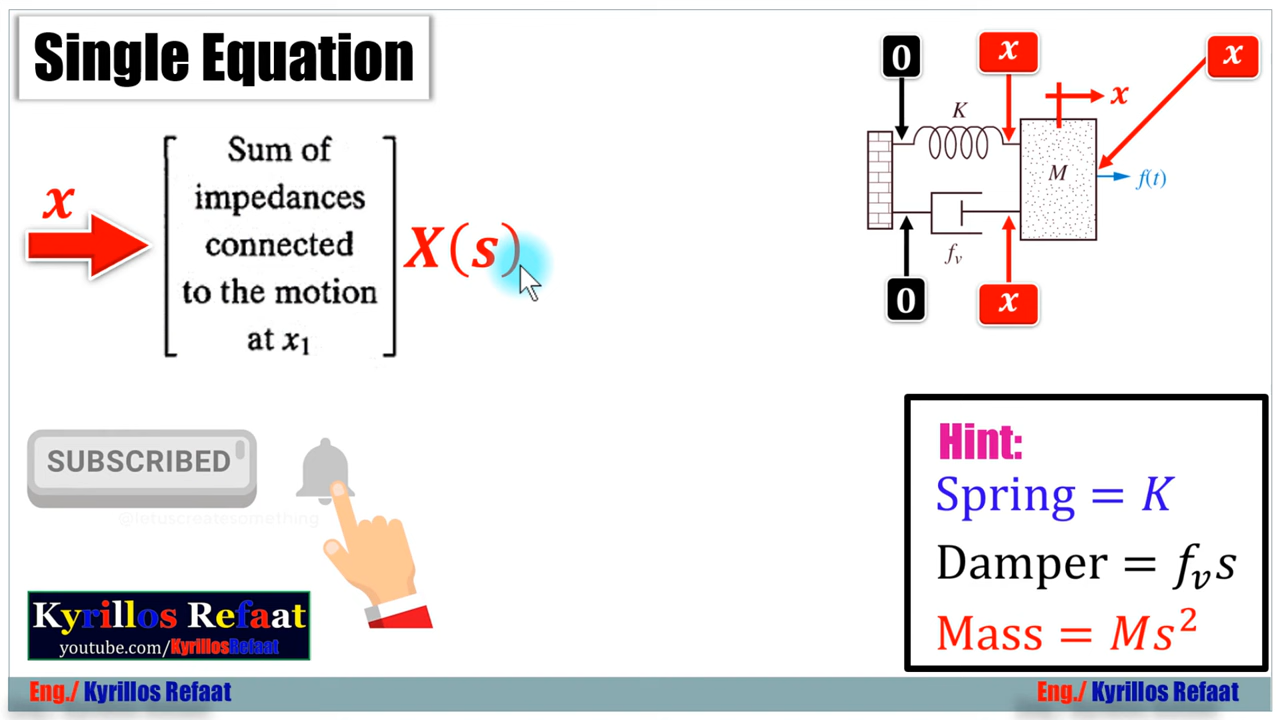 Single Equation
0
x
x
x
K
x
Sum of
impedances
connected
to the motion
at x₁
X(s)
M
f(t)
fᵥ
0
x
Hint:
Spring = K
Damper = fᵥs
Mass = Ms²
SUBSCRIBED
@letuscreatesomething
Kyrillos Refaat
youtube.com/KyrillosRefaat
Eng./ Kyrillos Refaat
Eng./ Kyrillos Refaat